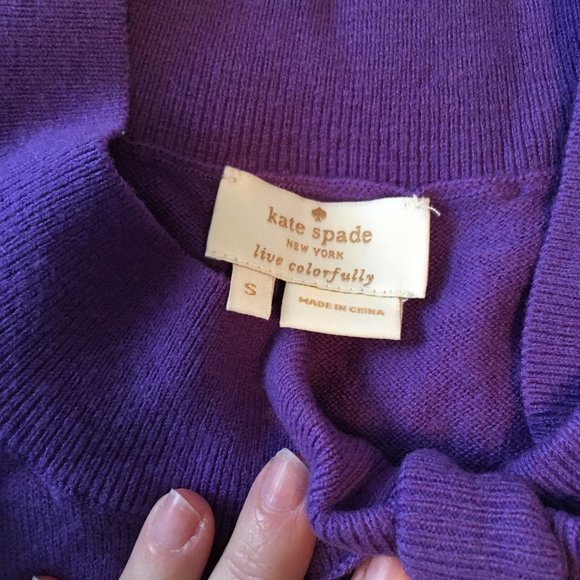 kate spade
NEW YORK
live colorfully
S
MADE IN CHINA